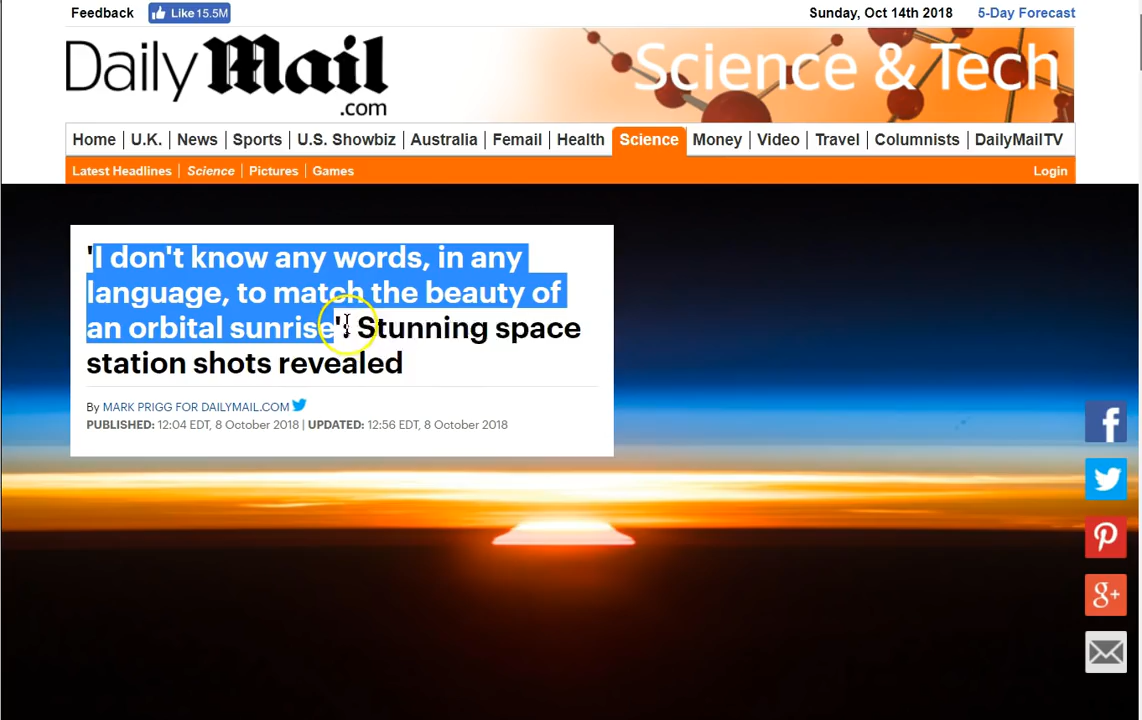 Feedback
Like 15.5M
Sunday, Oct 14th 2018
5-Day Forecast
Daily Mail
.com
Science & Tech
Home U.K. News Sports U.S. Showbiz Australia Femail Health Science Money Video Travel Columnists DailyMailTV
Latest Headlines Science Pictures Games
Login
'I don't know any words, in any
language, to match the beauty of
an orbital sunrise': Stunning space
station shots revealed
By MARK PRIGG FOR DAILYMAIL.COM
PUBLISHED: 12:04 EDT, 8 October 2018 | UPDATED: 12:56 EDT, 8 October 2018